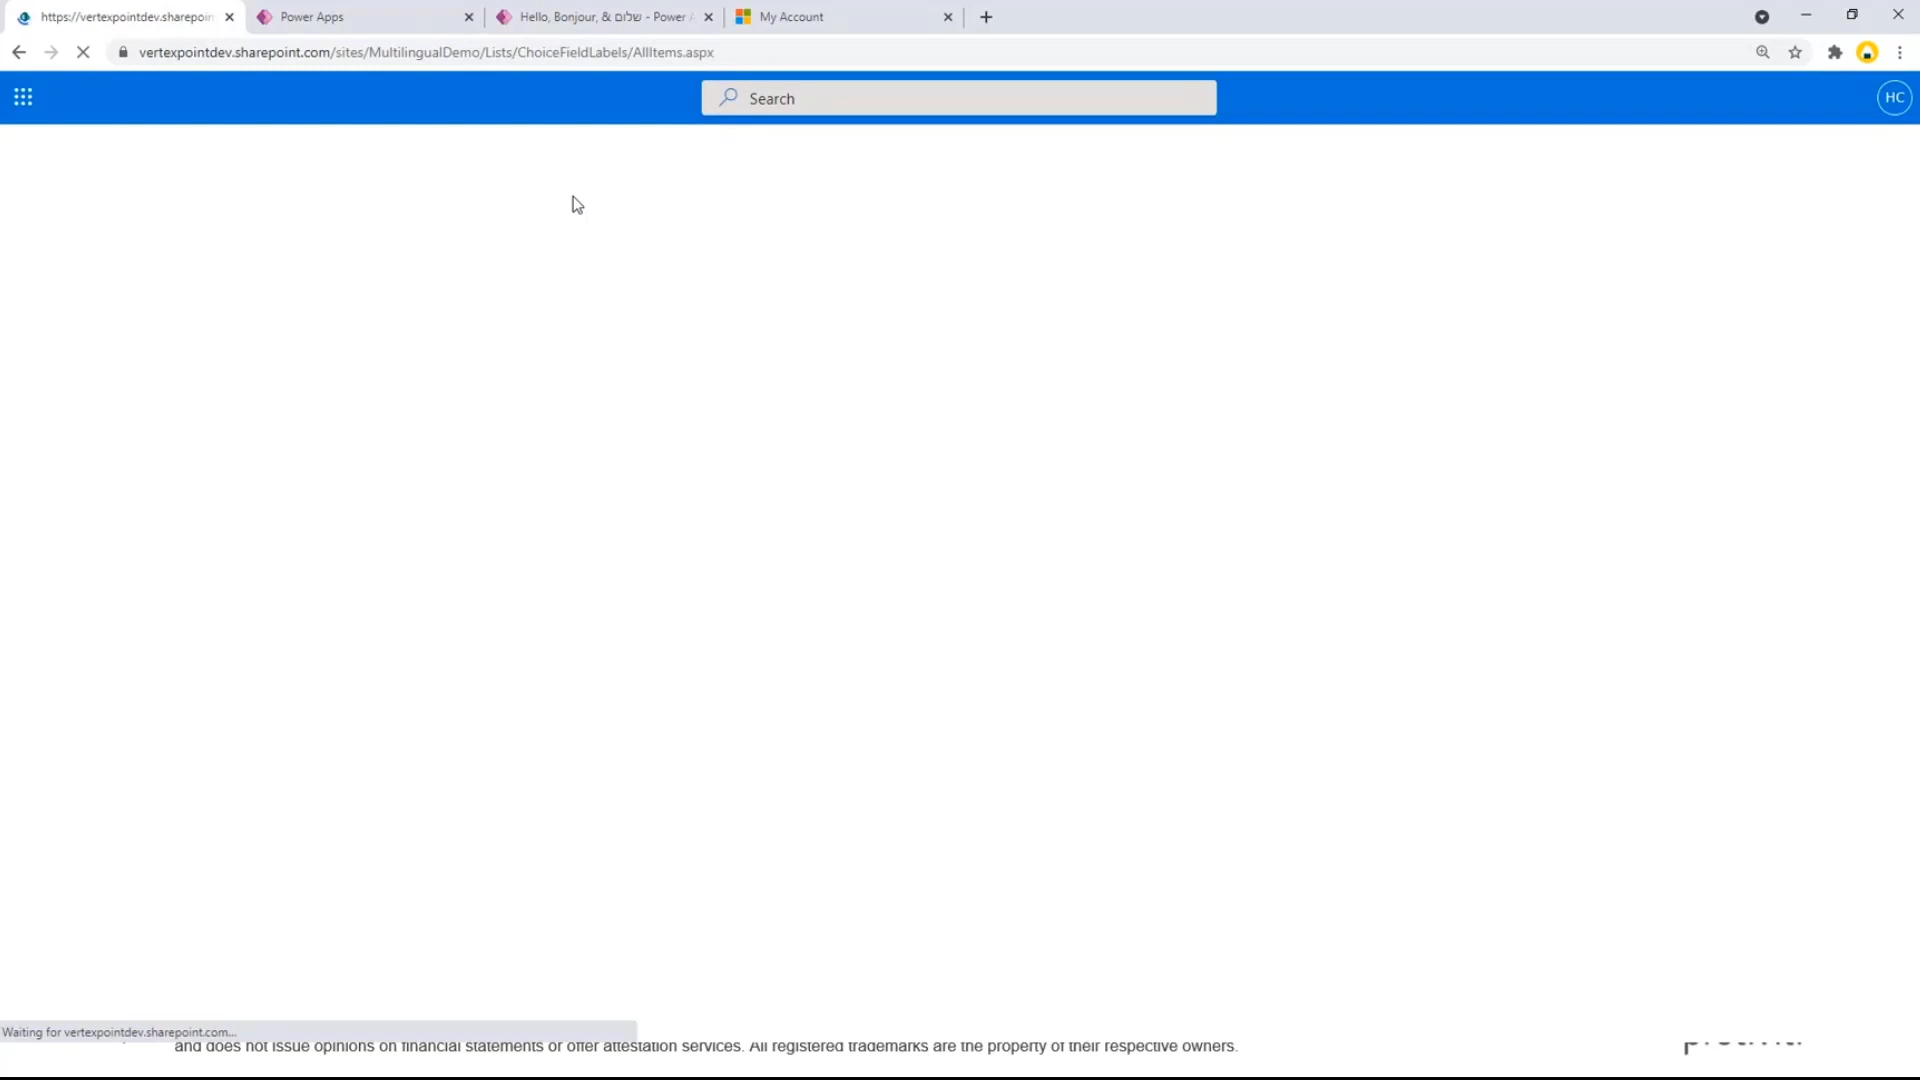 https://vertexpointdev.sharepoin
Power Apps
Hello, Bonjour, & שלום - Power
My Account
vertexpointdev.sharepoint.com/sites/MultilingualDemo/Lists/ChoiceFieldLabels/AllItems.aspx
Search
HC
Waiting for vertexpointdev.sharepoint.com...
and does not issue opinions on financial statements or offer attestation services. All registered trademarks are the property of their respective owners.